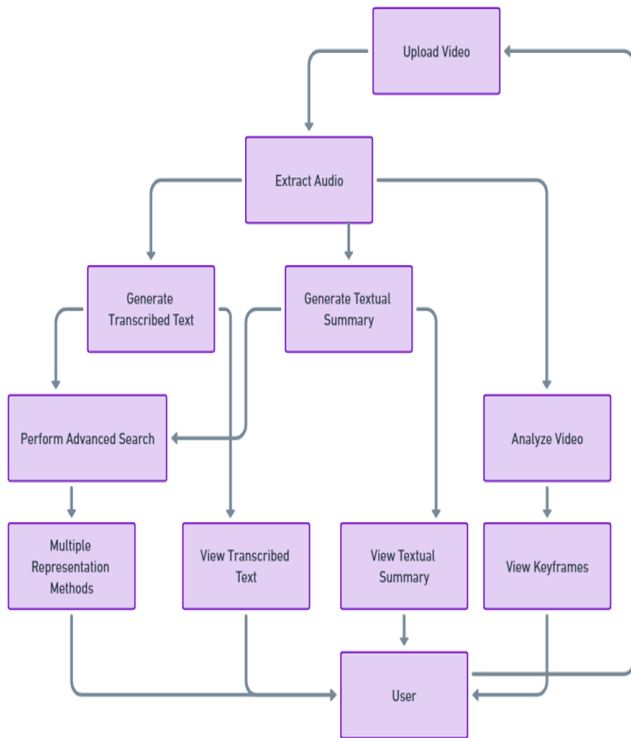 Upload Video
Extract Audio
Generate
Transcribed Text
Generate Textual
Summary
Perform Advanced Search
Analyze Video
Multiple
Representation
Methods
View Transcribed
Text
View Textual
Summary
View Keyframes
User